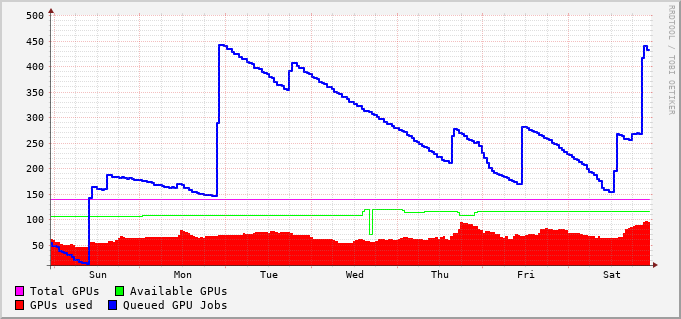 500
450
400
350
300
250
200
150
100
50
Sun Mon Tue Wed Thu Fri Sat
Total GPUs Available GPUs
GPUs used Queued GPU Jobs
RRDTOOL / TOBI OETIKER